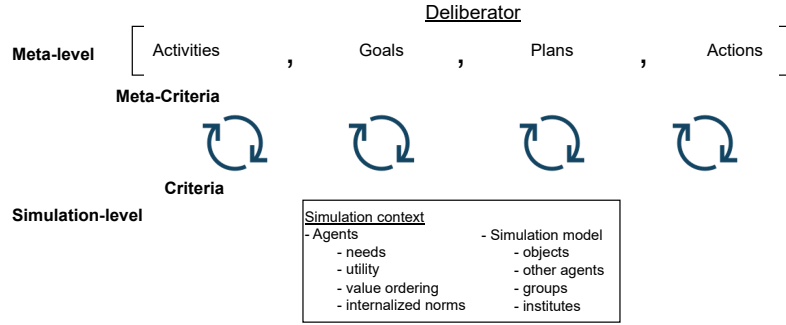 Deliberator
Meta-level Activities , Goals , Plans , Actions
Meta-Criteria
Criteria
Simulation-level
Simulation context
- Agents - Simulation model
- needs - objects
- utility - other agents
- value ordering - groups
- internalized norms - institutes